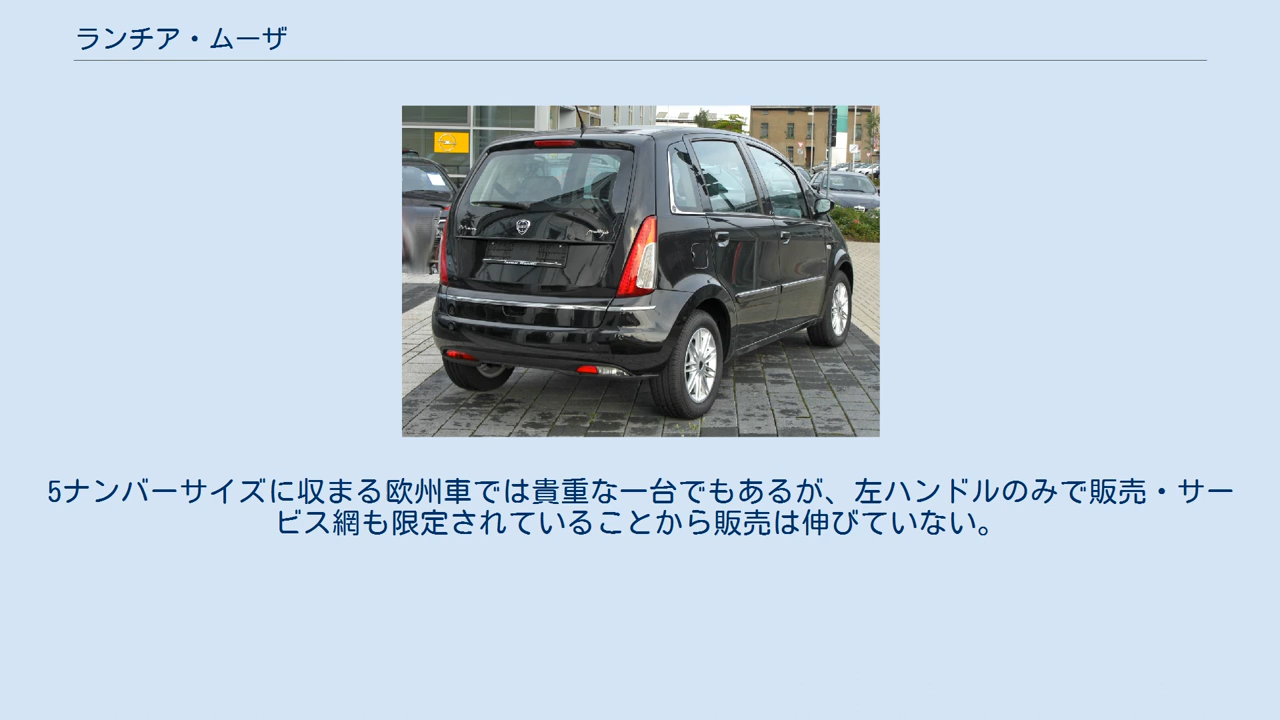 ランチア・ムーザ
5ナンバーサイズに収まる欧州車では貴重な一台でもあるが、左ハンドルのみで販売・サー
ビス網も限定されていることから販売は伸びていない。